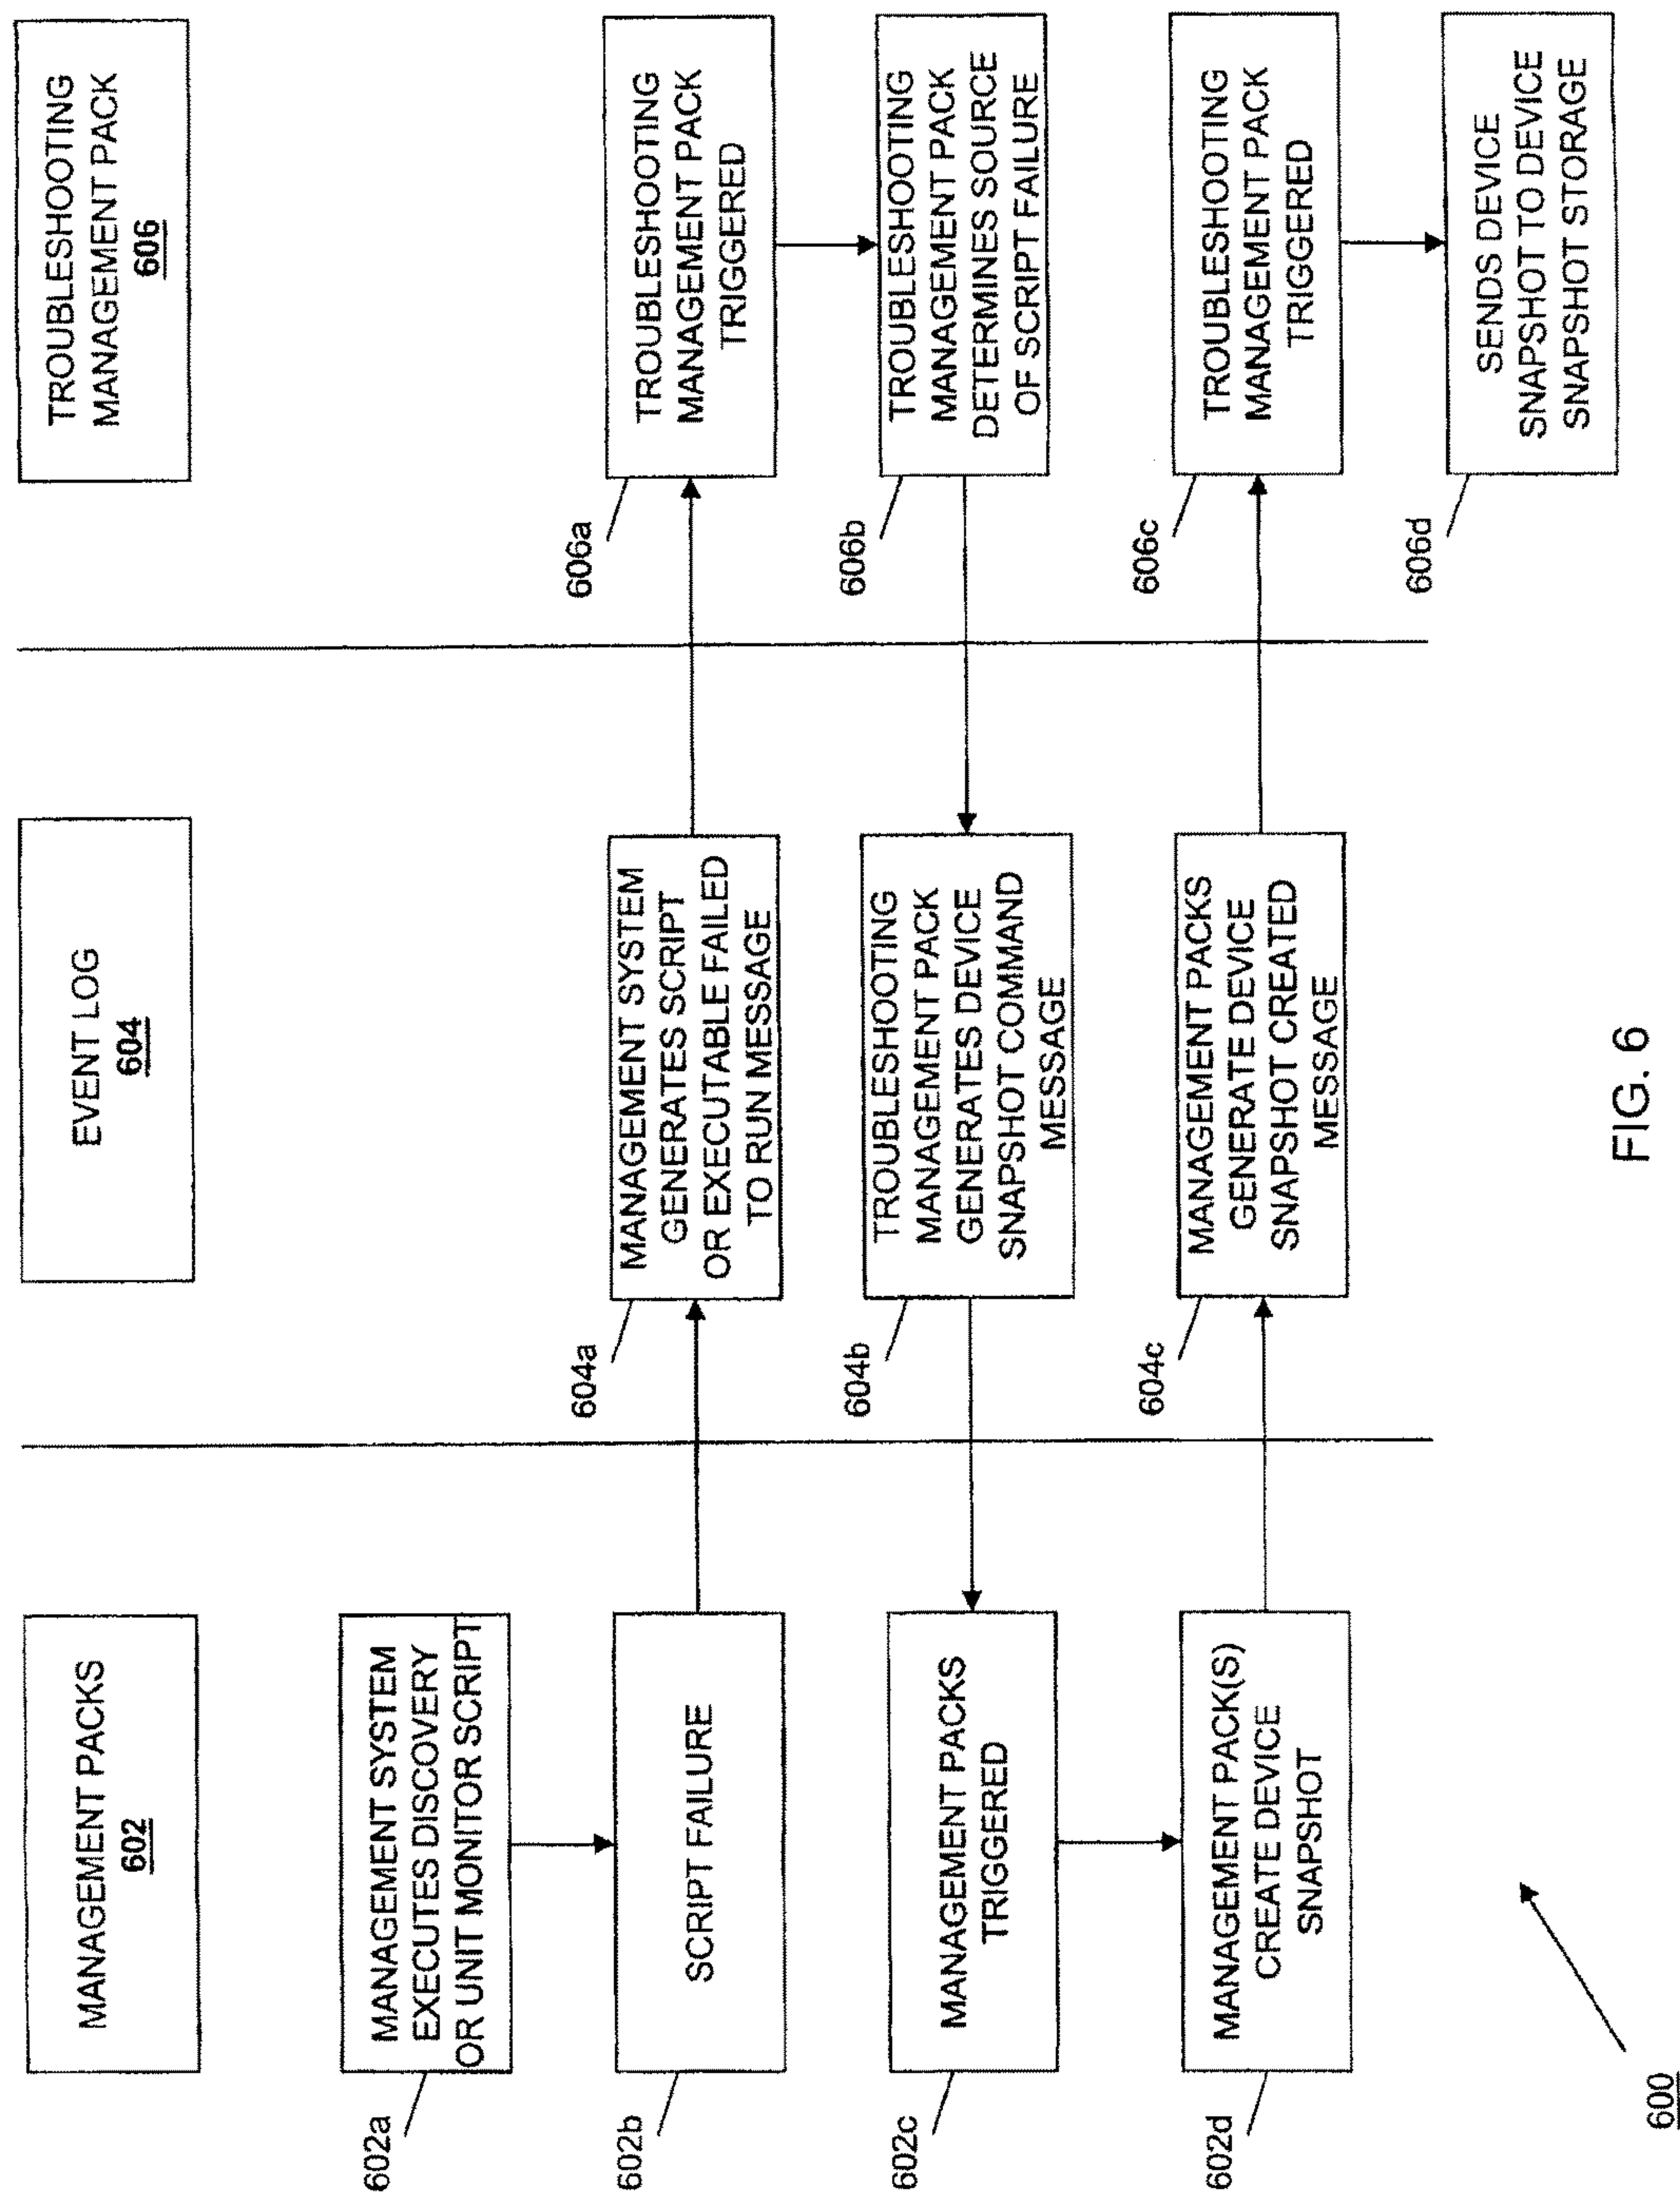 MANAGEMENT PACKS
602
EVENT LOG
604
TROUBLESHOOTING
MANAGEMENT PACK
606
602a
MANAGEMENT SYSTEM
EXECUTES DISCOVERY
OR UNIT MONITOR SCRIPT
602b
SCRIPT FAILURE
604a
MANAGEMENT SYSTEM
GENERATES SCRIPT
OR EXECUTABLE FAILED
TO RUN MESSAGE
606a
TROUBLESHOOTING
MANAGEMENT PACK
TRIGGERED
606b
TROUBLESHOOTING
MANAGEMENT PACK
DETERMINES SOURCE
OF SCRIPT FAILURE
604b
TROUBLESHOOTING
MANAGEMENT PACK
GENERATES DEVICE
SNAPSHOT COMMAND
MESSAGE
602c
MANAGEMENT PACKS
TRIGGERED
602d
MANAGEMENT PACK(S)
CREATE DEVICE
SNAPSHOT
604c
MANAGEMENT PACKS
GENERATE DEVICE
SNAPSHOT CREATED
MESSAGE
606c
TROUBLESHOOTING
MANAGEMENT PACK
TRIGGERED
606d
SENDS DEVICE
SNAPSHOT TO DEVICE
SNAPSHOT STORAGE
600
FIG. 6